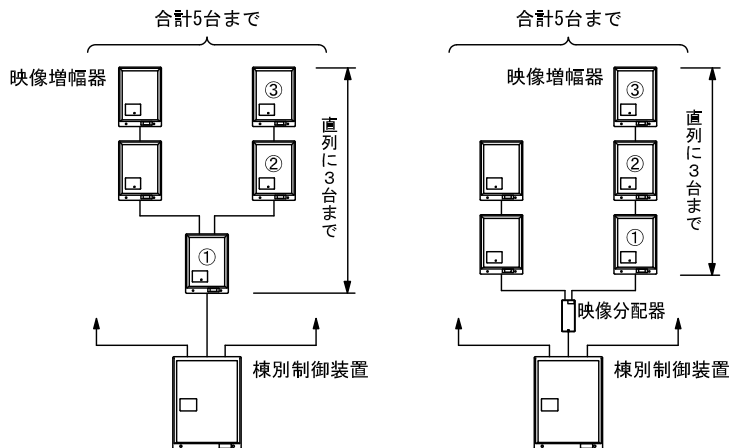 合計5台まで
映像増幅器
③
②
①
直列に3台まで
棟別制御装置
合計5台まで
映像増幅器
③
②
①
直列に3台まで
映像分配器
棟別制御装置